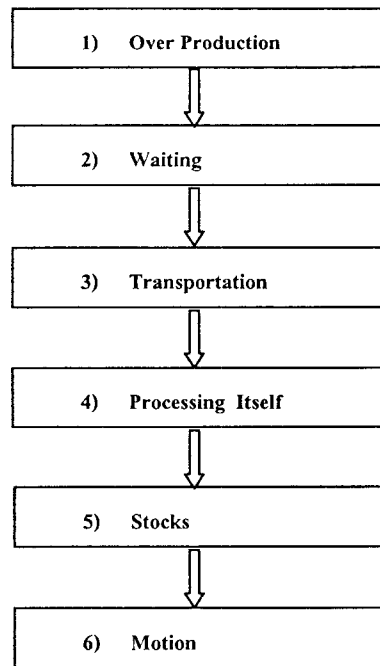 1) Over Production
2) Waiting
3) Transportation
4) Processing Itself
5) Stocks
6) Motion